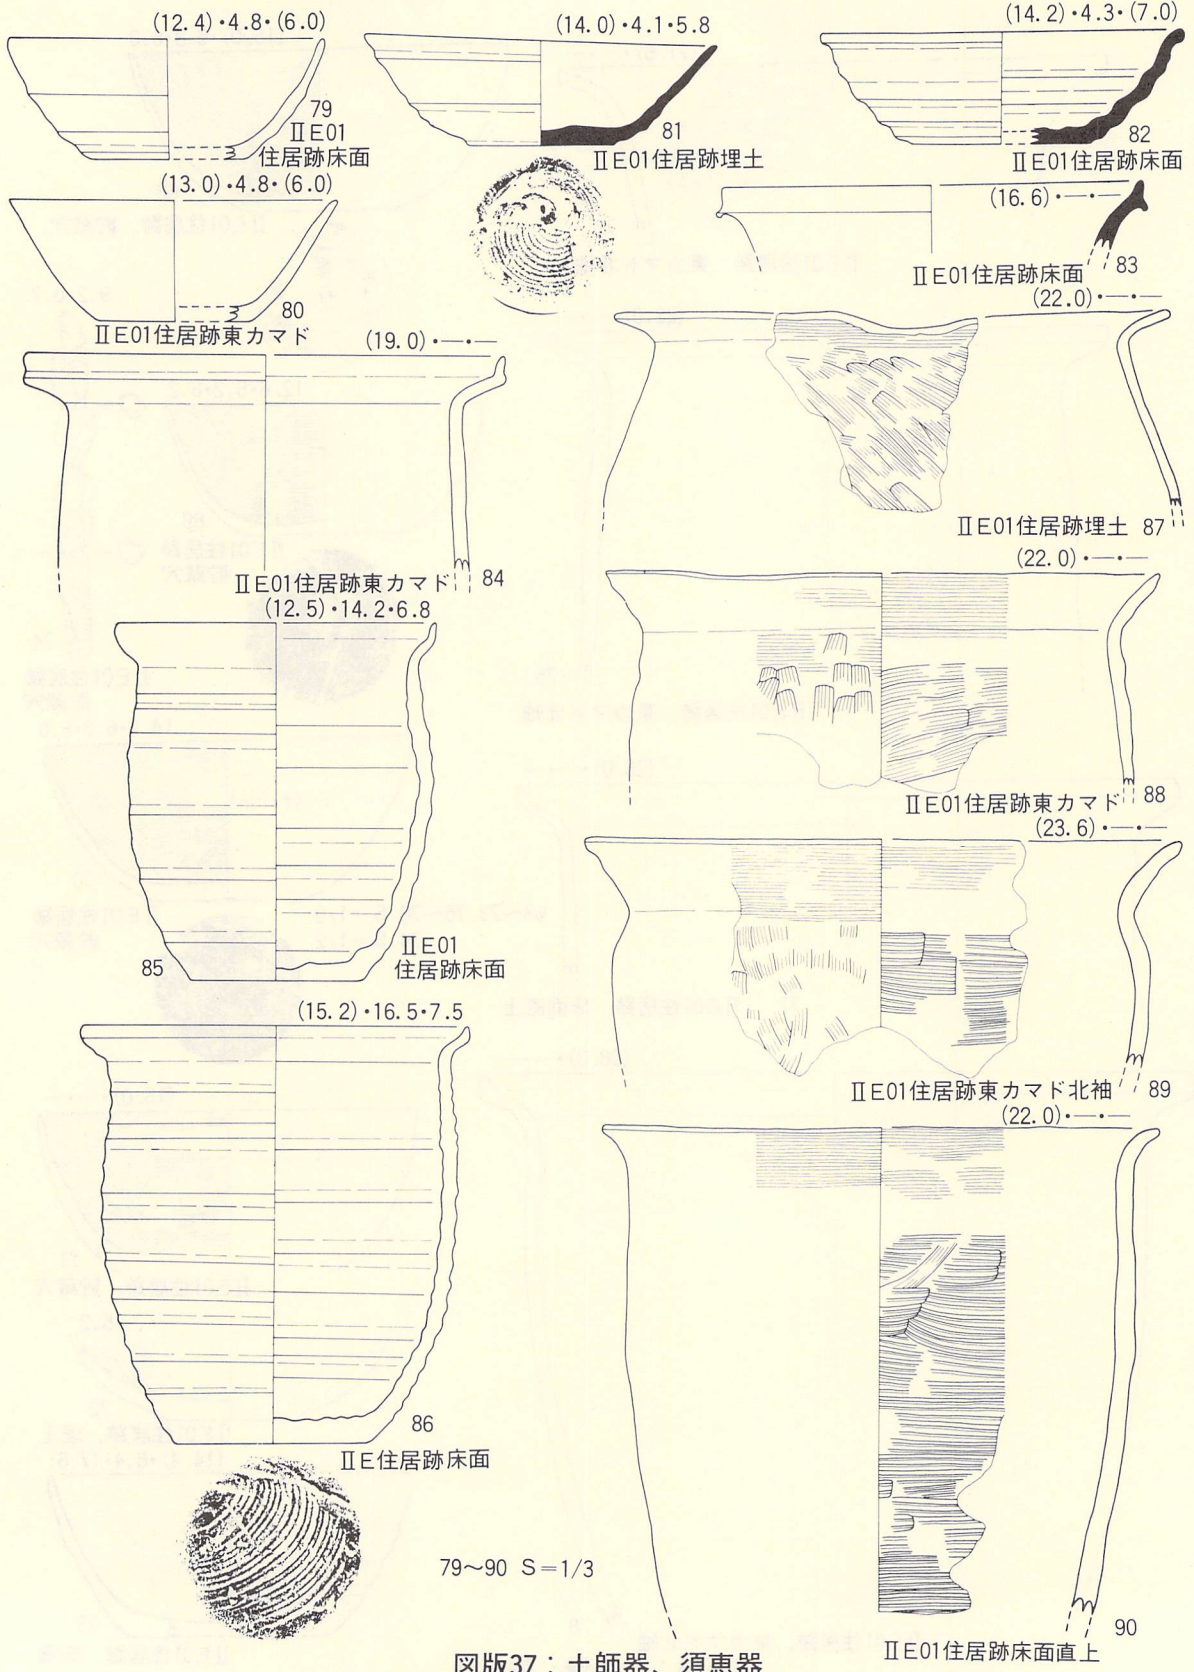 (12.4)・4.8・(6.0)
79
ⅡE01
住居跡床面
(14.0)・4.1・5.8
81
ⅡE01住居跡埋土
(14.2)・4.3・(7.0)
82
ⅡE01住居跡床面
(13.0)・4.8・(6.0)
80
ⅡE01住居跡東カマド
(16.6)・―・―
ⅡE01住居跡床面 83
(19.0)・―・―
ⅡE01住居跡東カマド 84
(22.0)・―・―
ⅡE01住居跡埋土 87
(12.5)・14.2・6.8
85
ⅡE01
住居跡床面
(22.0)・―・―
ⅡE01住居跡東カマド 88
(23.6)・―・―
ⅡE01住居跡東カマド北袖 89
(15.2)・16.5・7.5
86
ⅡE住居跡床面
(22.0)・―・―
90
ⅡE01住居跡床面直上
79〜90 S=1/3
図版37:土師器、須恵器